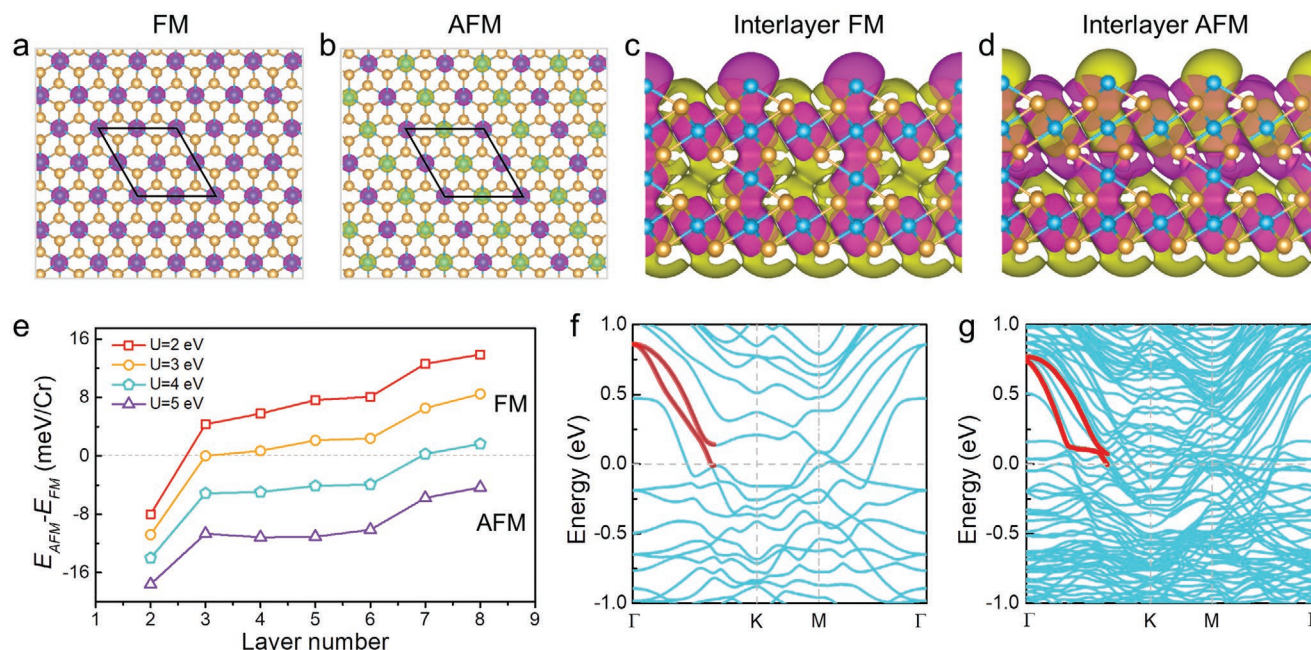 FM
AFM
Interlayer FM
Interlayer AFM
a
b
c
d
e
16
8
0
-8
-16
E_AFM-E_FM (meV/Cr)
U=2 eV
U=3 eV
U=4 eV
U=5 eV
FM
AFM
1 2 3 4 5 6 7 8 9
Layer number
f
1.0
0.5
0.0
-0.5
-1.0
Energy (eV)
Γ K M Γ
g
1.0
0.5
0.0
-0.5
-1.0
Energy (eV)
Γ K M